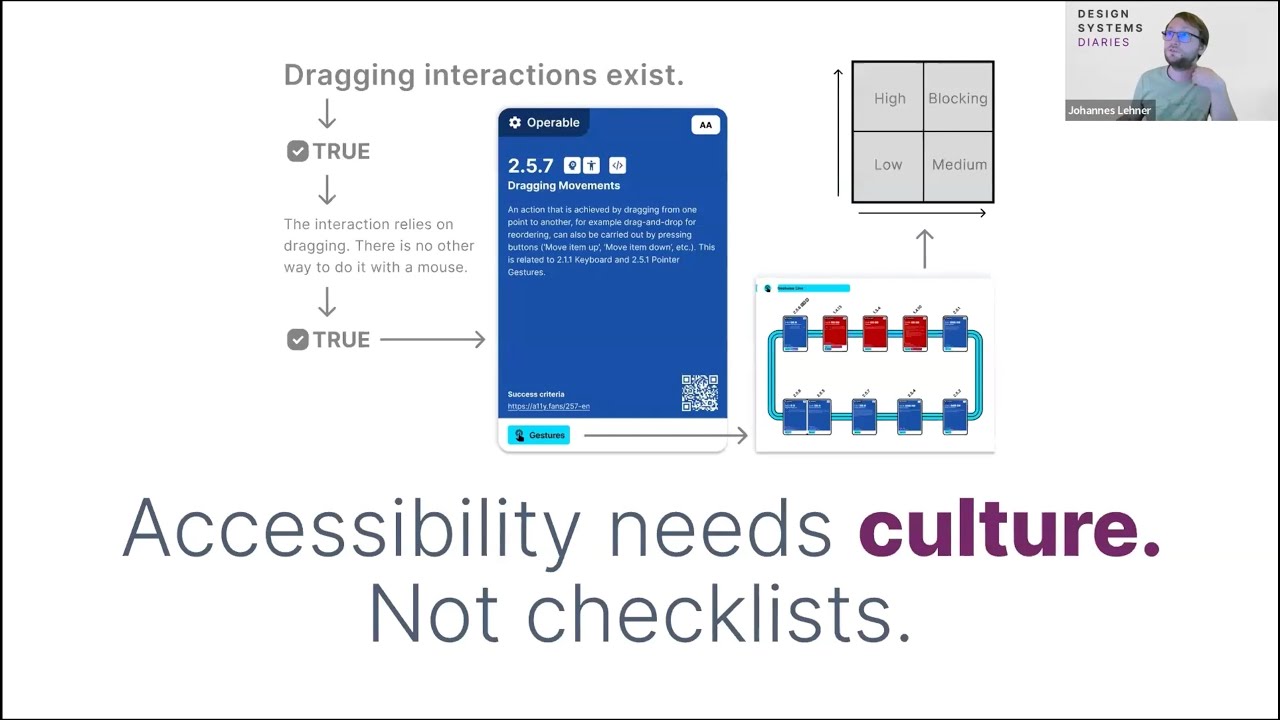 DESIGN
SYSTEMS
DIARIES
Johannes Lehner
Dragging interactions exist.
TRUE
The interaction relies on
dragging. There is no other
way to do it with a mouse.
TRUE
Operable
AA
2.5.7
Dragging Movements
An action that is achieved by dragging from one
point to another, for example drag-and-drop for
reordering, can also be carried out by pressing
buttons ('Move item up', 'Move item down', etc.). This
is related to 2.1.1 Keyboard and 2.5.1 Pointer
Gestures.
Success criteria
https://a11y.fans/257-en
Gestures
High
Blocking
Low
Medium
Accessibility needs culture.
Not checklists.